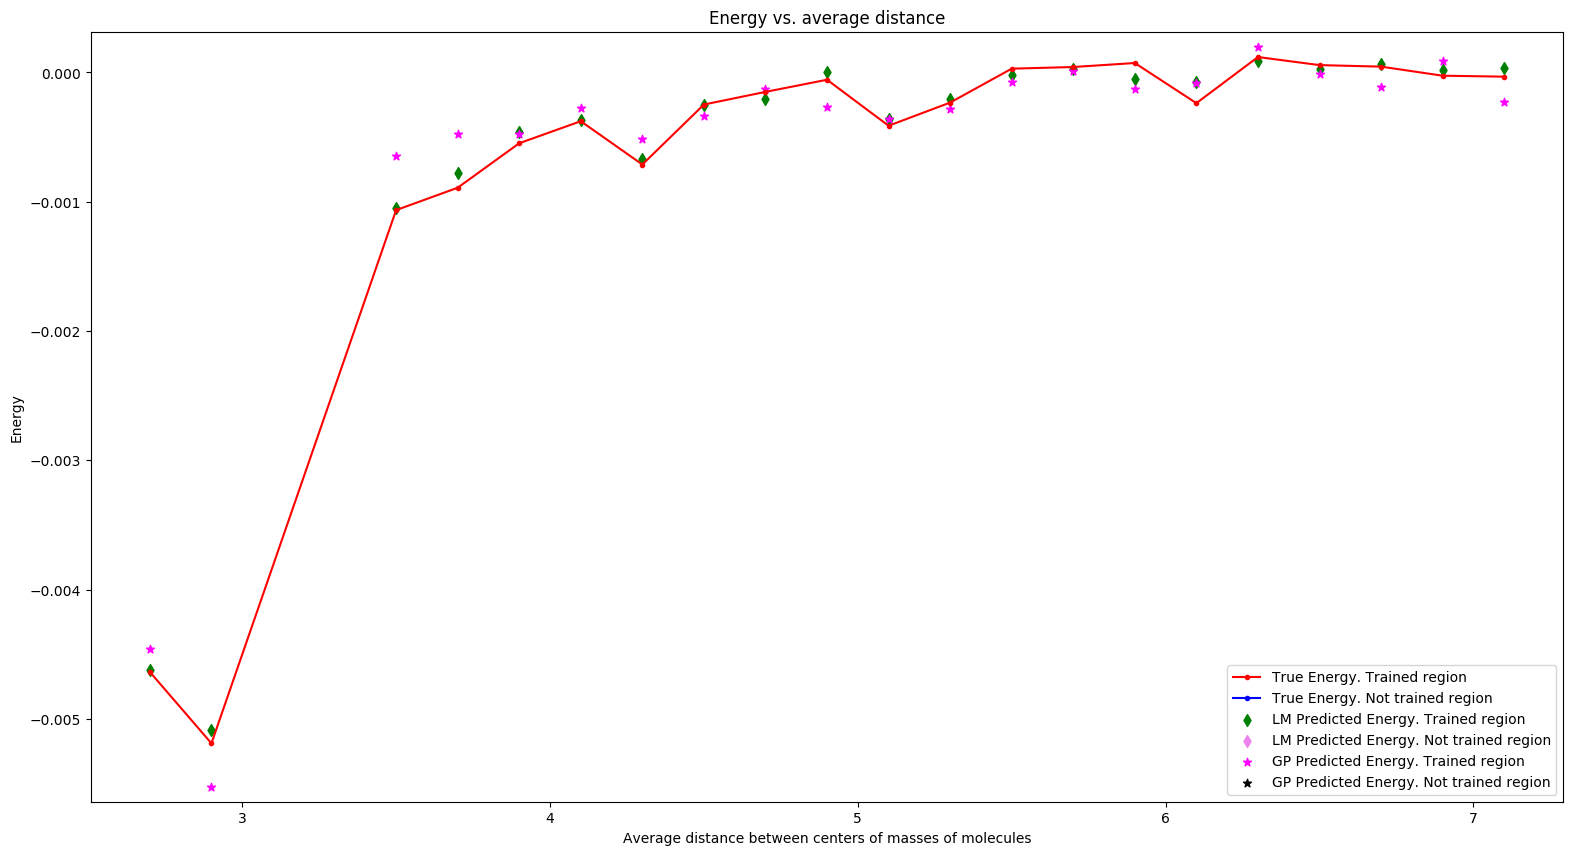 Energy vs. average distance
0.000
−0.001
−0.002
−0.003
−0.004
−0.005
Energy
3
4
5
6
7
Average distance between centers of masses of molecules
True Energy. Trained region
True Energy. Not trained region
LM Predicted Energy. Trained region
LM Predicted Energy. Not trained region
GP Predicted Energy. Trained region
GP Predicted Energy. Not trained region